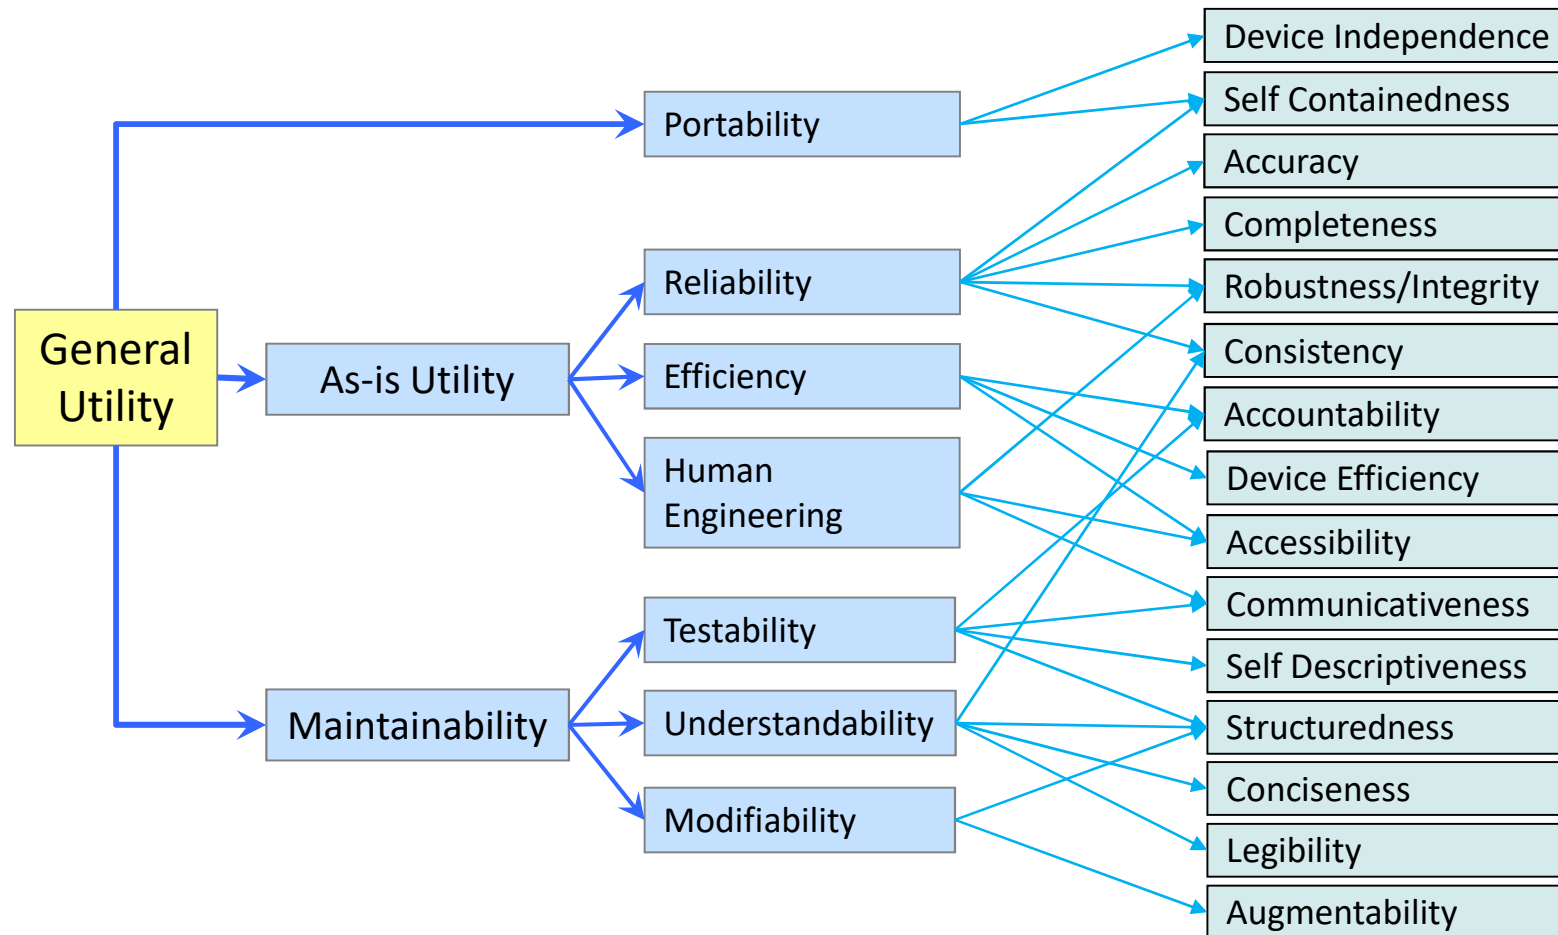 General
Utility
As-is Utility
Maintainability
Portability
Reliability
Efficiency
Human
Engineering
Testability
Understandability
Modifiability
Device Independence
Self Containedness
Accuracy
Completeness
Robustness/Integrity
Consistency
Accountability
Device Efficiency
Accessibility
Communicativeness
Self Descriptiveness
Structuredness
Conciseness
Legibility
Augmentability